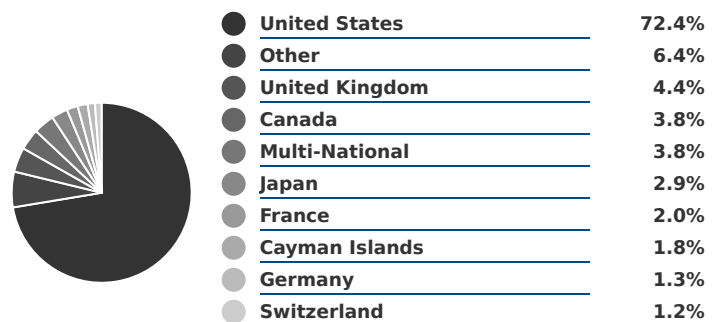 United States 72.4%
Other 6.4%
United Kingdom 4.4%
Canada 3.8%
Multi-National 3.8%
Japan 2.9%
France 2.0%
Cayman Islands 1.8%
Germany 1.3%
Switzerland 1.2%